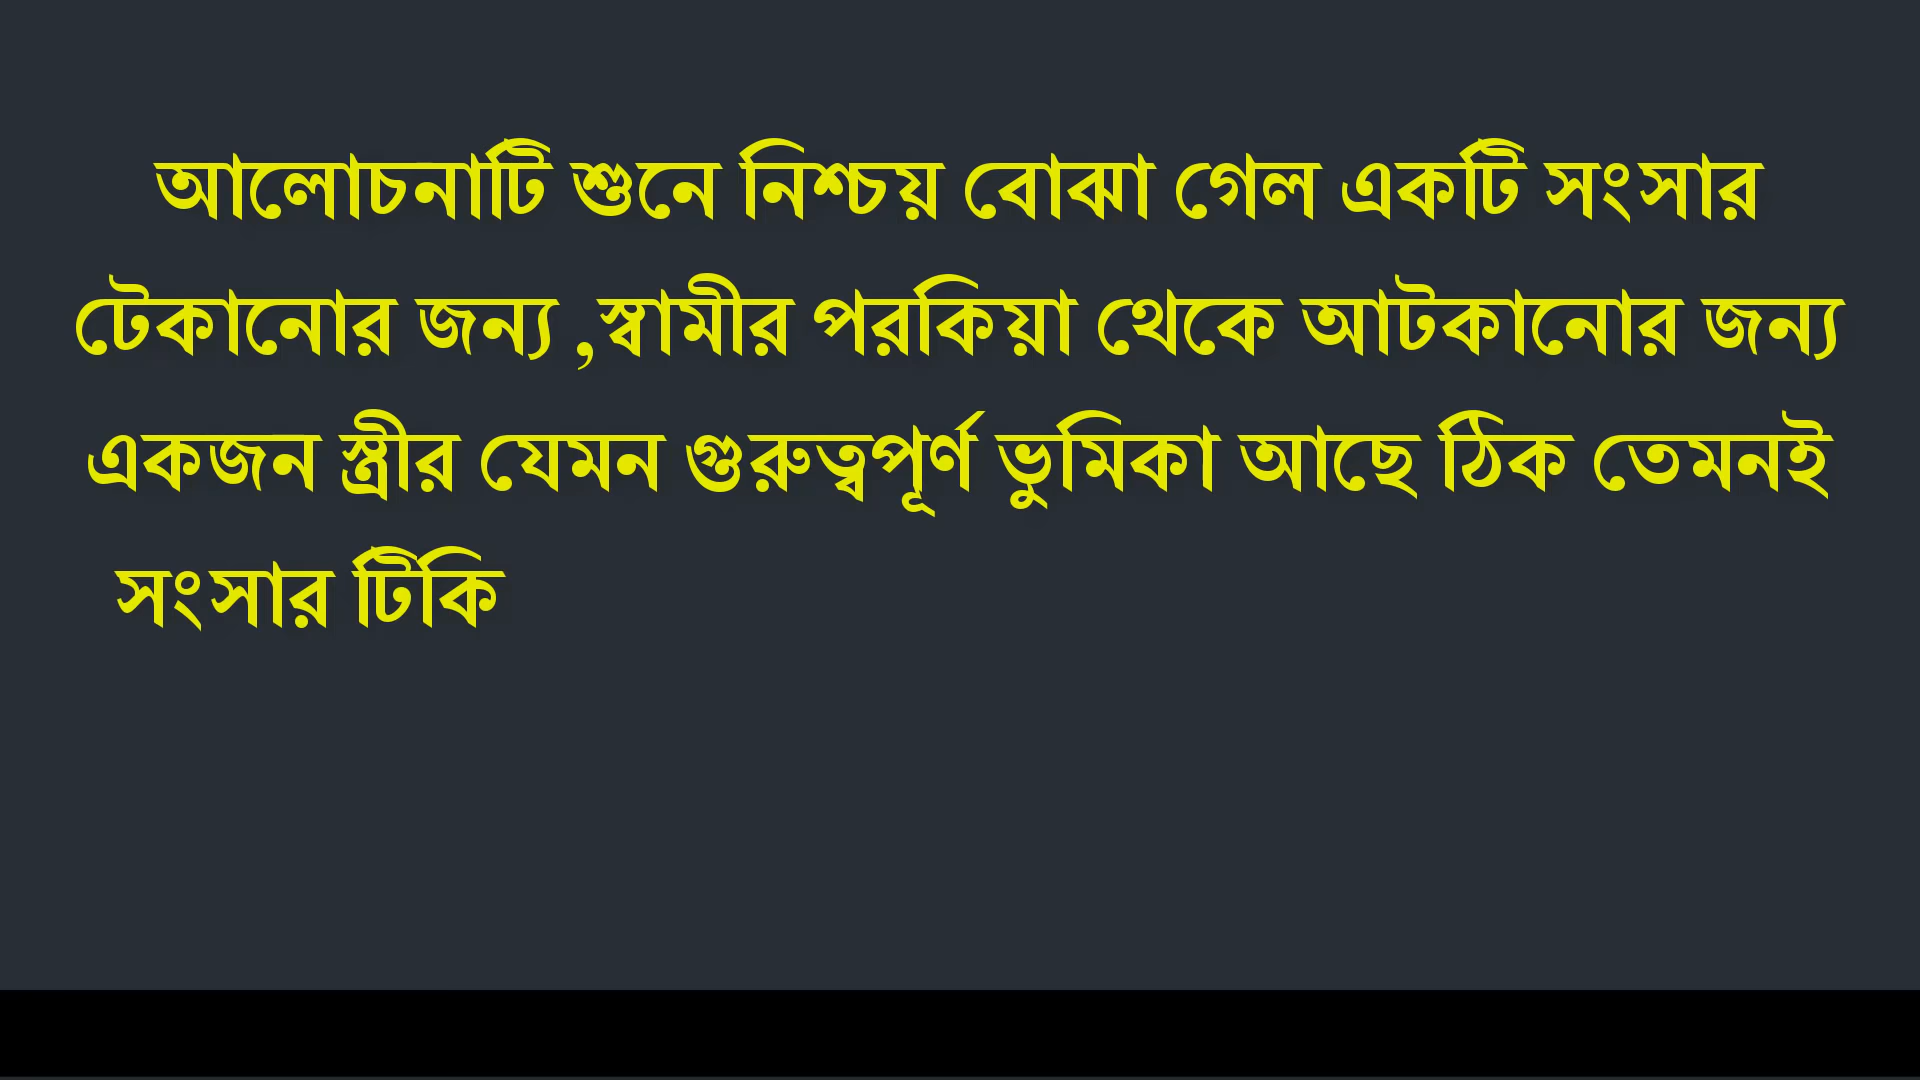 আলোচনাটি শুনে নিশ্চয় বোঝা গেল একটি সংসার
টেকানোর জন্য ,স্বামীর পরকিয়া থেকে আটকানোর জন্য
একজন স্ত্রীর যেমন গুরুত্বপূর্ণ ভুমিকা আছে ঠিক তেমনই
সংসার টিকি